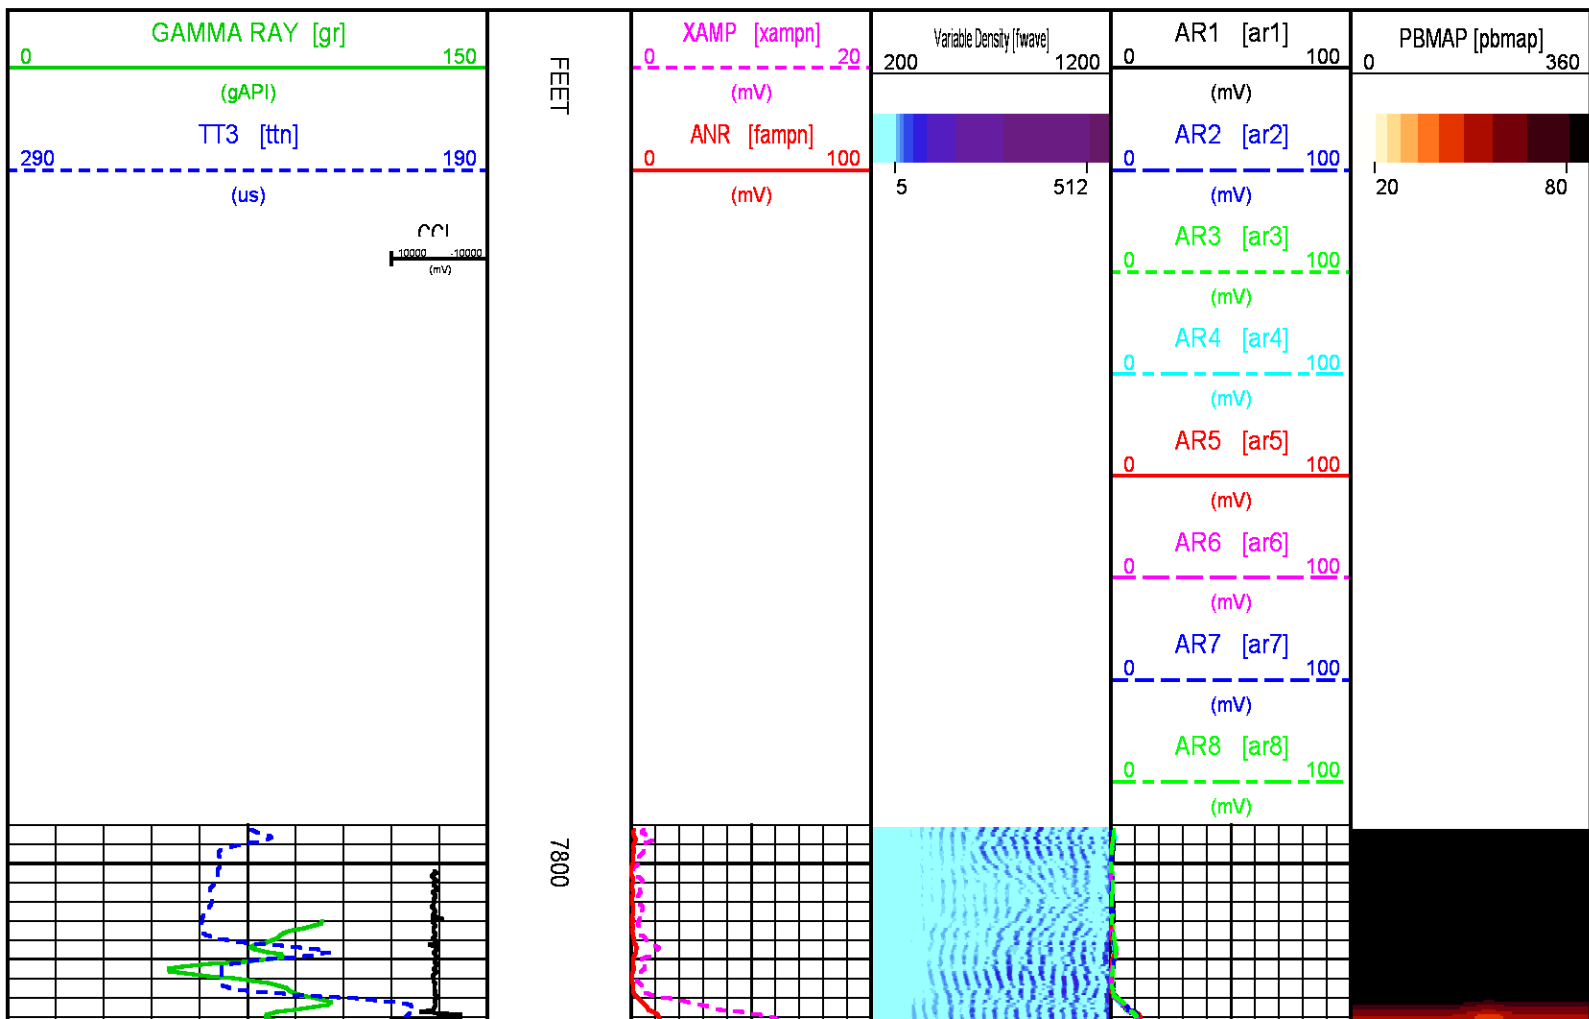 GAMMA RAY [gr]
0 150
(gAPI)
TT3 [ttn]
290 190
(us)
10000 -10000
(mV)
FEET
7800
XAMP [xampn]
0 20
(mV)
ANR [fampn]
0 100
(mV)
Variable Density [fwave]
200 1200
5 512
AR1 [ar1]
0 100
(mV)
AR2 [ar2]
0 100
(mV)
AR3 [ar3]
0 100
(mV)
AR4 [ar4]
0 100
(mV)
AR5 [ar5]
0 100
(mV)
AR6 [ar6]
0 100
(mV)
AR7 [ar7]
0 100
(mV)
AR8 [ar8]
0 100
(mV)
PBMAP [pbmap]
0 360
20 80